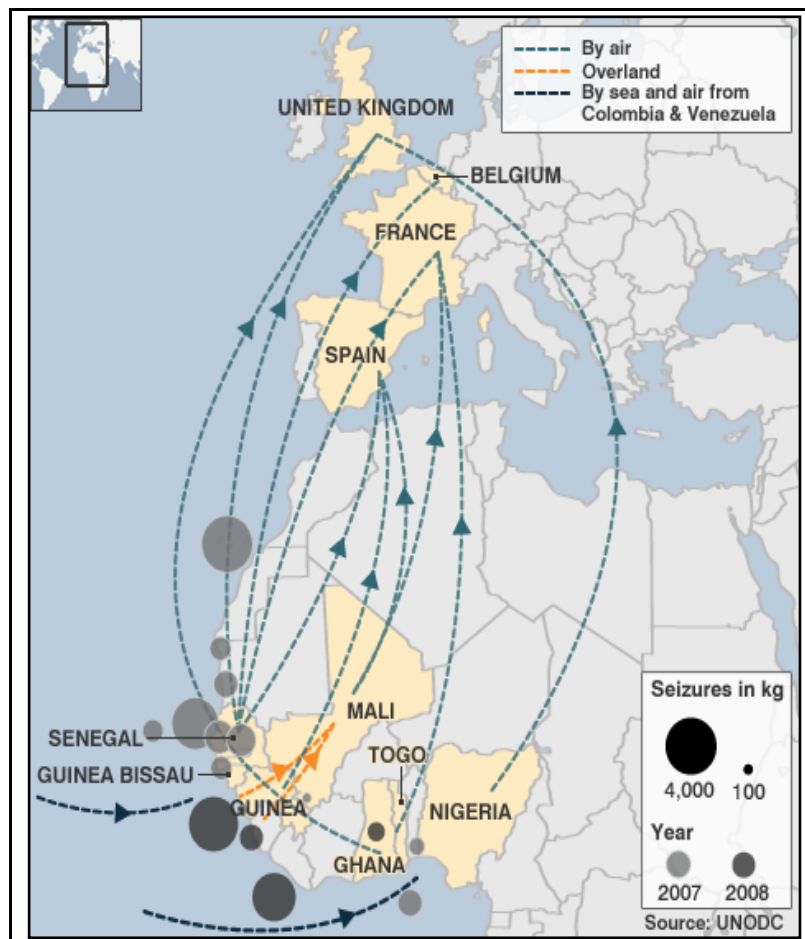 By air
Overland
By sea and air from
Colombia & Venezuela
UNITED KINGDOM
BELGIUM
FRANCE
SPAIN
MALI
SENEGAL
TOGO
GUINEA BISSAU
GUINEA
NIGERIA
GHANA
Seizures in kg
4,000
100
Year
2007
2008
Source: UNODC